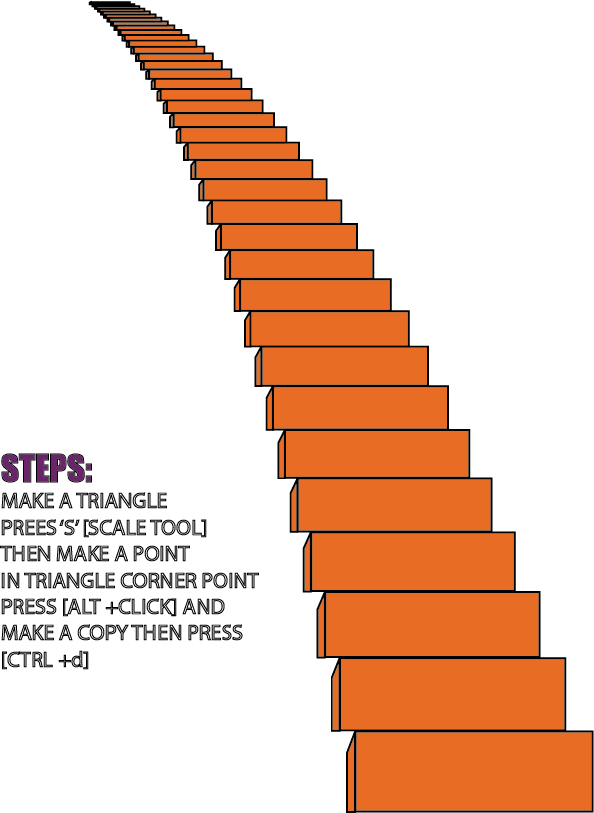 STEPS:
MAKE A TRIANGLE
PREES ‘S’ [SCALE TOOL]
THEN MAKE A POINT
IN TRIANGLE CORNER POINT
PRESS [ALT +CLICK] AND
MAKE A COPY THEN PRESS
[CTRL +d]